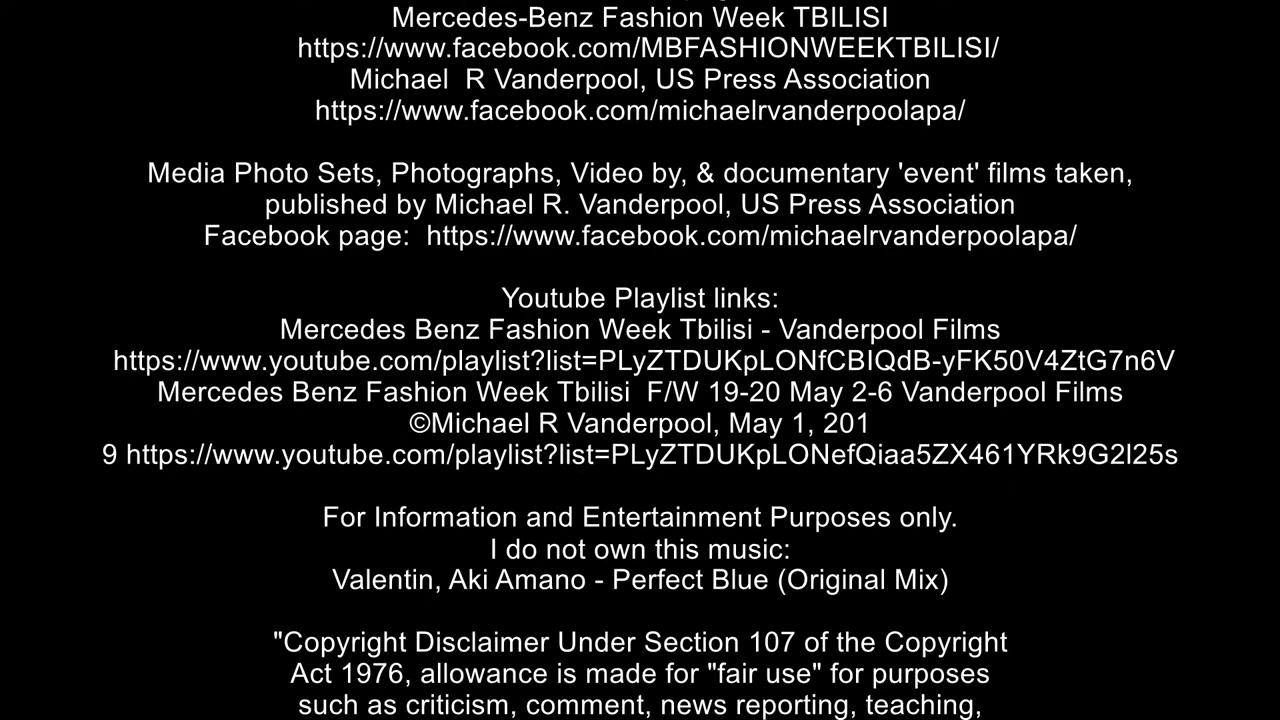 Mercedes-Benz Fashion Week TBILISI
https://www.facebook.com/MBFASHIONWEEKTBILISI/
Michael  R Vanderpool, US Press Association
https://www.facebook.com/michaelrvanderpoolapa/
Media Photo Sets, Photographs, Video by, & documentary 'event' films taken,
published by Michael R. Vanderpool, US Press Association
Facebook page:  https://www.facebook.com/michaelrvanderpoolapa/
Youtube Playlist links:
Mercedes Benz Fashion Week Tbilisi - Vanderpool Films
https://www.youtube.com/playlist?list=PLyZTDUKpLONfCBIQdB-yFK50V4ZtG7n6V
Mercedes Benz Fashion Week Tbilisi  F/W 19-20 May 2-6 Vanderpool Films
©Michael R Vanderpool, May 1, 201
9 https://www.youtube.com/playlist?list=PLyZTDUKpLONefQiaa5ZX461YRk9G2l25s
For Information and Entertainment Purposes only.
I do not own this music:
Valentin, Aki Amano - Perfect Blue (Original Mix)
"Copyright Disclaimer Under Section 107 of the Copyright
Act 1976, allowance is made for "fair use" for purposes
such as criticism, comment, news reporting, teaching,